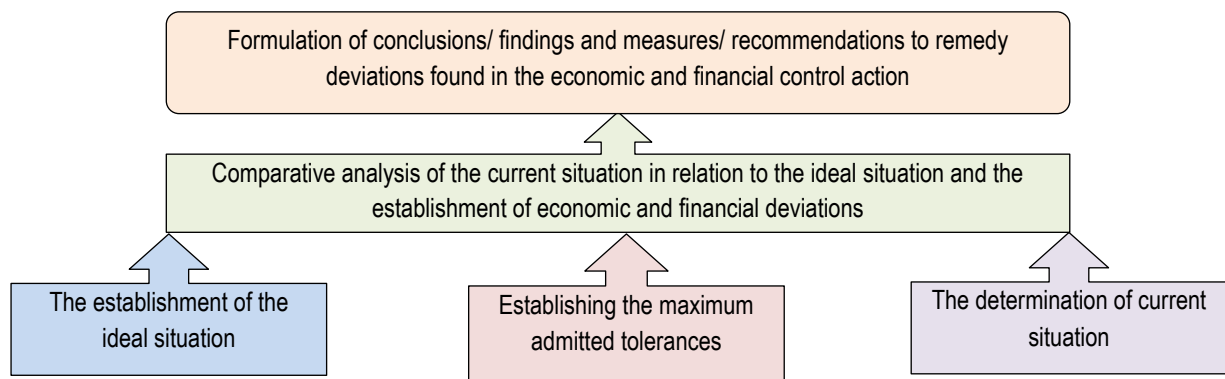 Formulation of conclusions/ findings and measures/ recommendations to remedy
deviations found in the economic and financial control action
Comparative analysis of the current situation in relation to the ideal situation and the
establishment of economic and financial deviations
The establishment of the
ideal situation
Establishing the maximum
admitted tolerances
The determination of current
situation